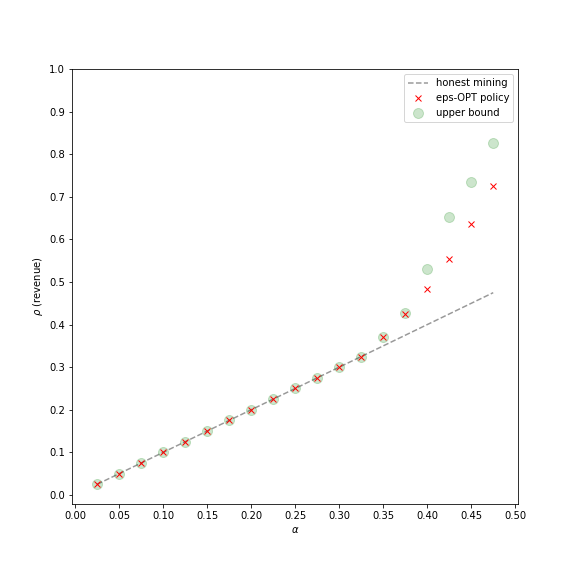 1.0
0.9
0.8
0.7
0.6
0.5
0.4
0.3
0.2
0.1
0.0
ρ (revenue)
honest mining
eps-OPT policy
upper bound
0.00 0.05 0.10 0.15 0.20 0.25 0.30 0.35 0.40 0.45 0.50
α